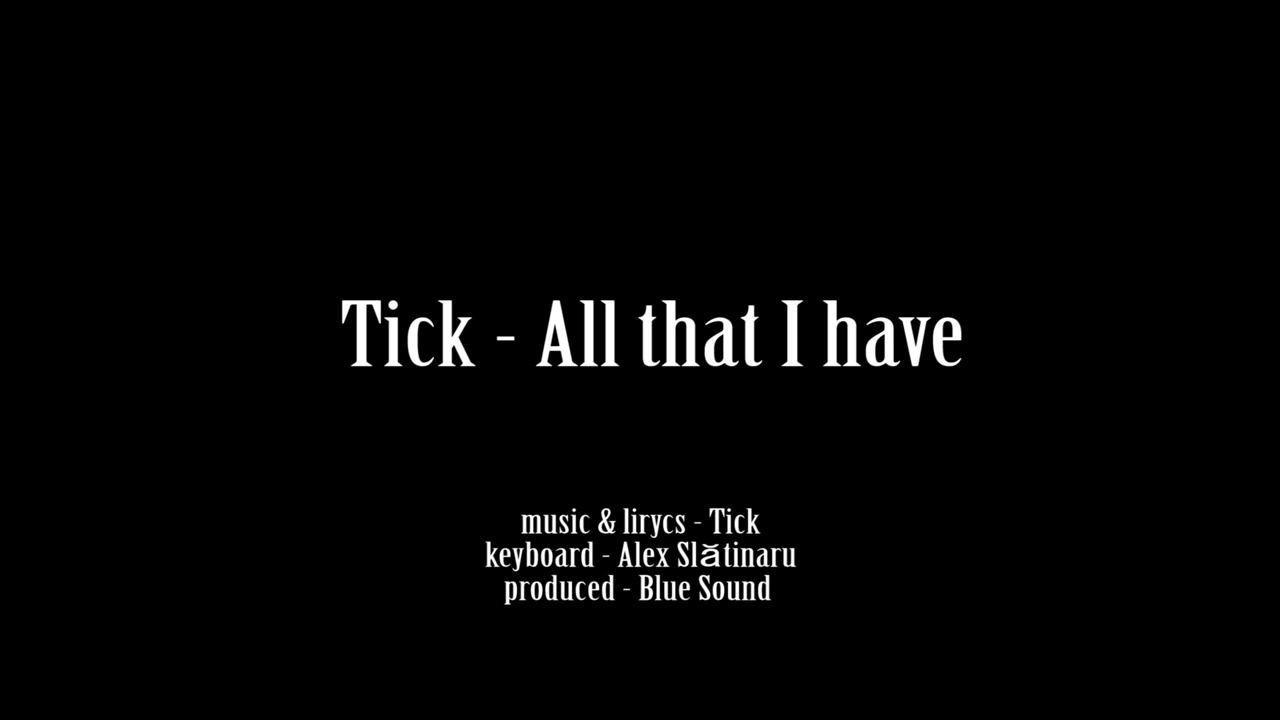 Tick - All that I have
music & lirycs - Tick
keyboard - Alex Slătinaru
produced - Blue Sound